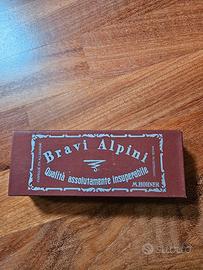 Bravi Alpini
Qualità assolutamente insuperabile
M. HOHNER
subito